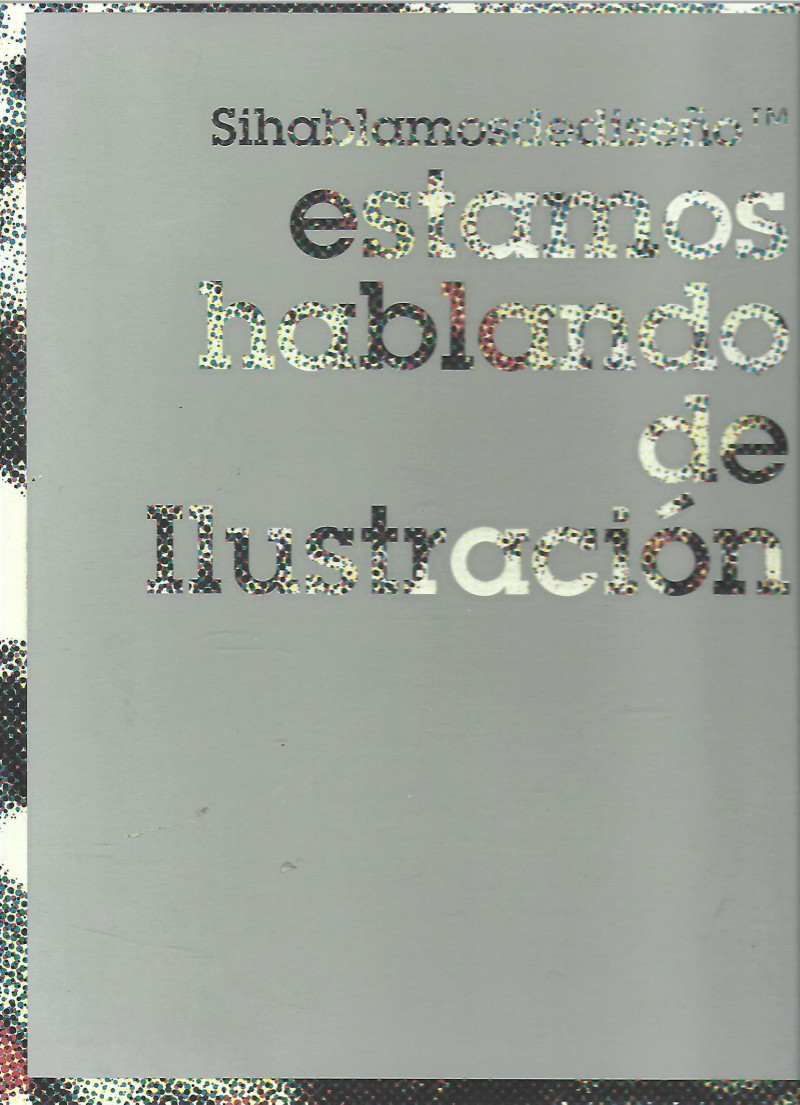 Sihablamosdediseño™
estamos
hablando
de
Ilustración